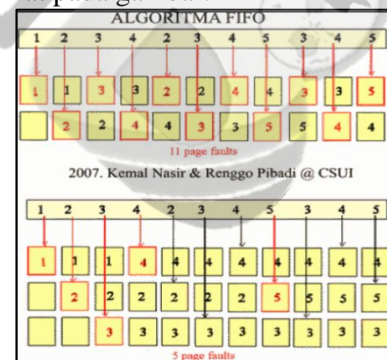 pada gambar
ALGORITMA FIFO
1 2 3 4 2 3 4 5 3 4 5
1 1 3 3 2 2 4 4 3 3 5
2 2 4 4 3 3 5 5 4 4
11 page faults
2007. Kemal Nasir & Renggo Pibadi @ CSUI
1 2 3 4 2 3 4 5 3 4 5
1 1 1 4 4 4 4 4 4 4 4
2 2 2 2 2 2 5 5 5 5
3 3 3 3 3 3 3 3 3
5 page faults